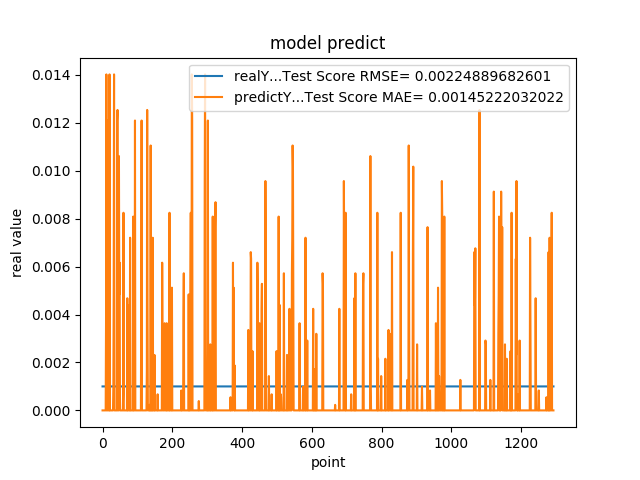 model predict
realY...Test Score RMSE= 0.00224889682601
predictY...Test Score MAE= 0.00145222032022
real value
0.014
0.012
0.010
0.008
0.006
0.004
0.002
0.000
0 200 400 600 800 1000 1200
point